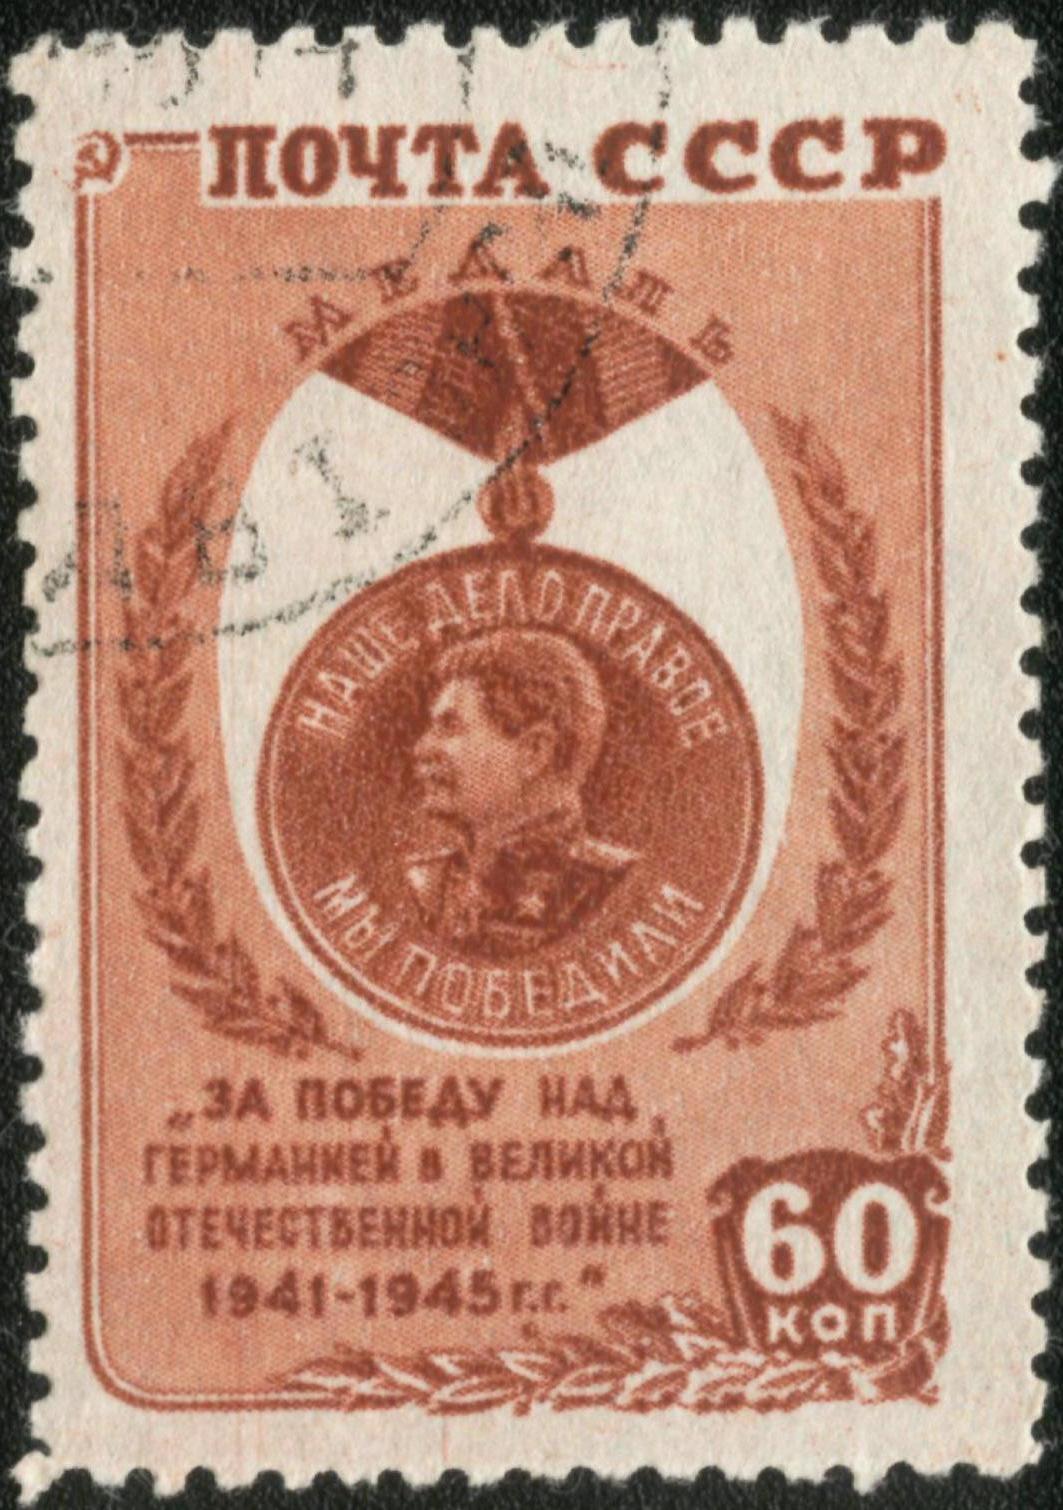 ПОЧТА СССР
МЕДАЛЬ
НАШЕ ДЕЛО ПРАВОЕ
МЫ ПОБЕДИЛИ
„ЗА ПОБЕДУ НАД
ГЕРМАНИЕЙ в ВЕЛИКОЙ
ОТЕЧЕСТВЕННОЙ ВОЙНЕ
1941-1945 г.г."
60
КОП